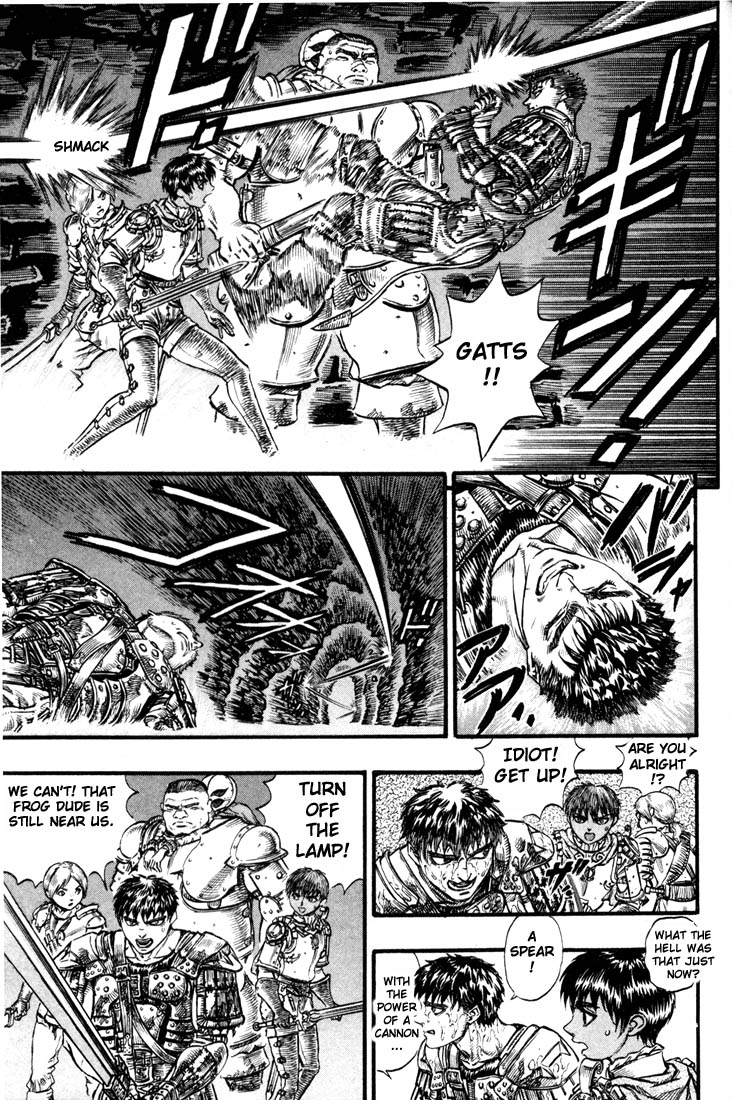 SHMACK
GATTS
!!
ARE YOU
ALRIGHT
!?
IDIOT!
GET UP!
TURN
OFF
THE
LAMP!
WE CAN'T! THAT
FROG DUDE IS
STILL NEAR US.
WHAT THE
HELL WAS
THAT JUST
NOW?
A
SPEAR
!
WITH
THE
POWER
OF A
CANNON
...